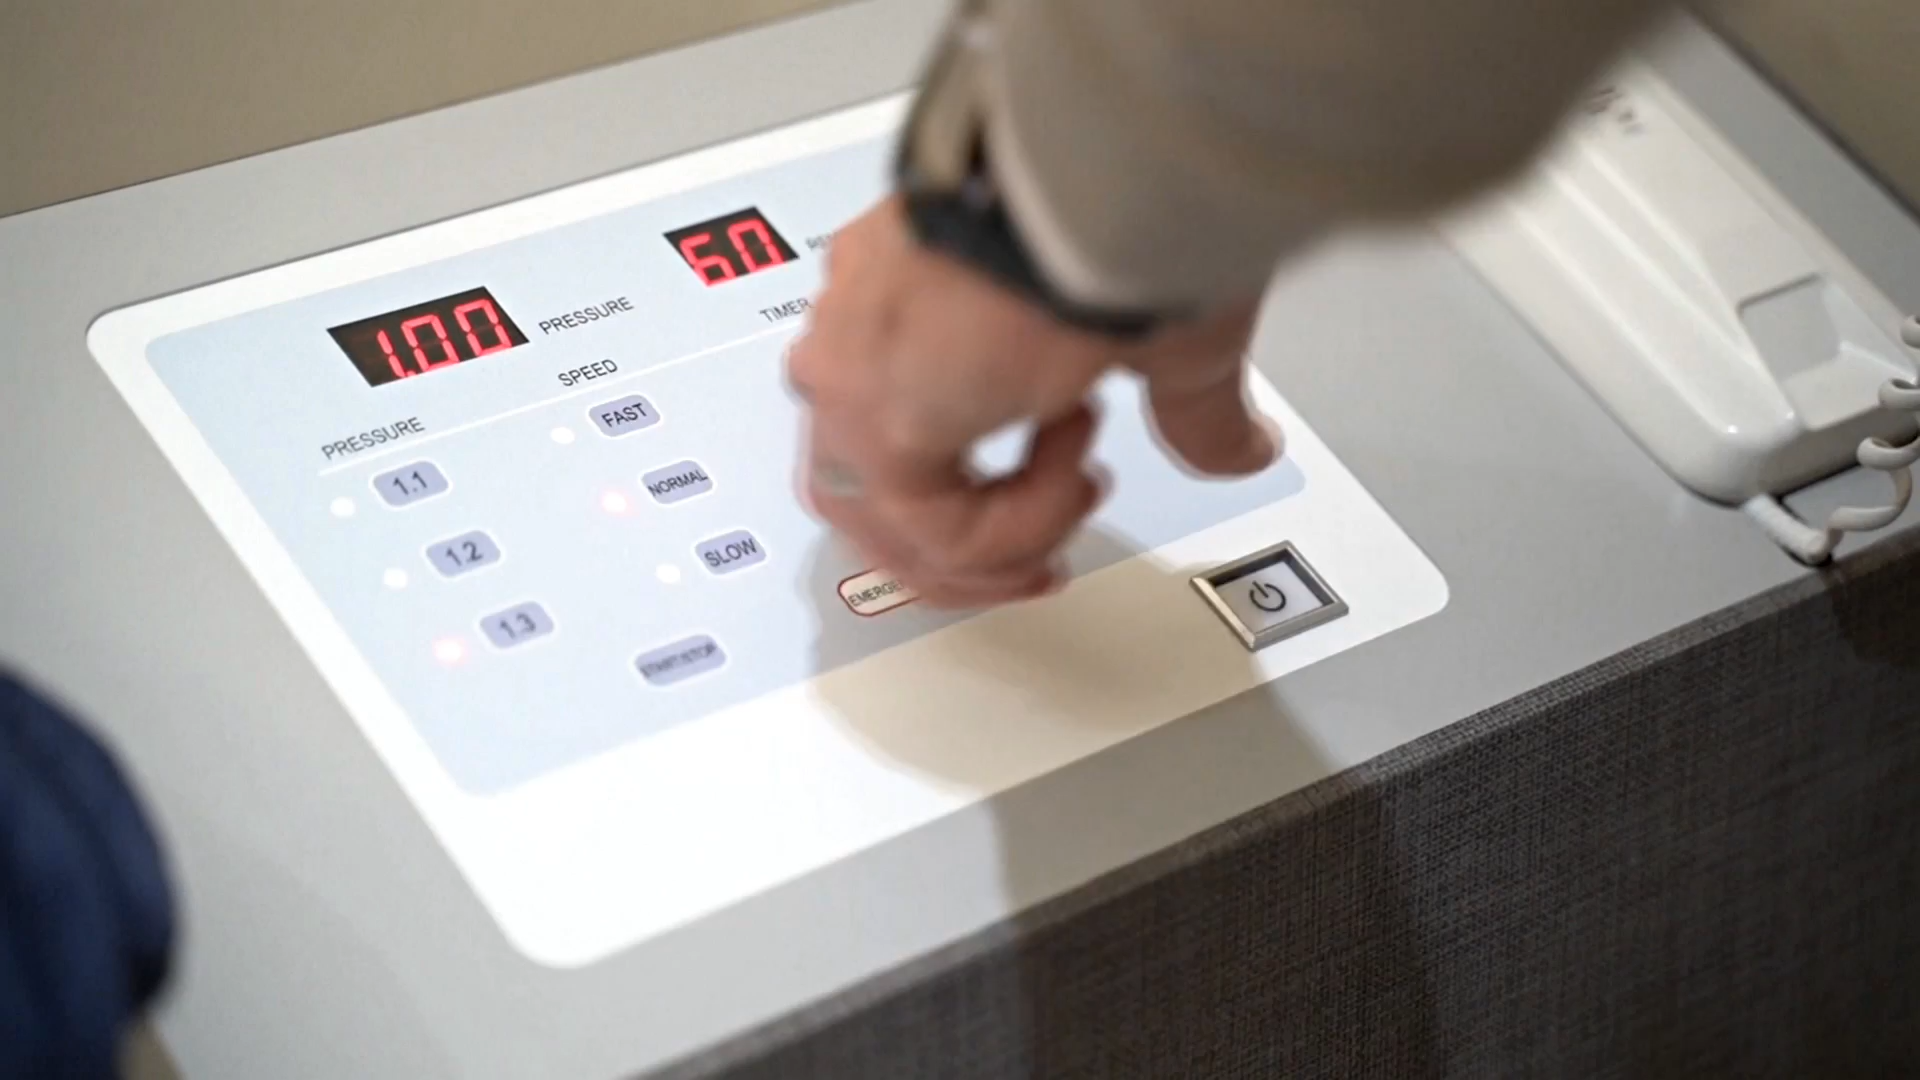 60
1.00 PRESSURE
TIMER
SPEED
PRESSURE
FAST
1.1
NORMAL
1.2
SLOW
1.3
START/STOP